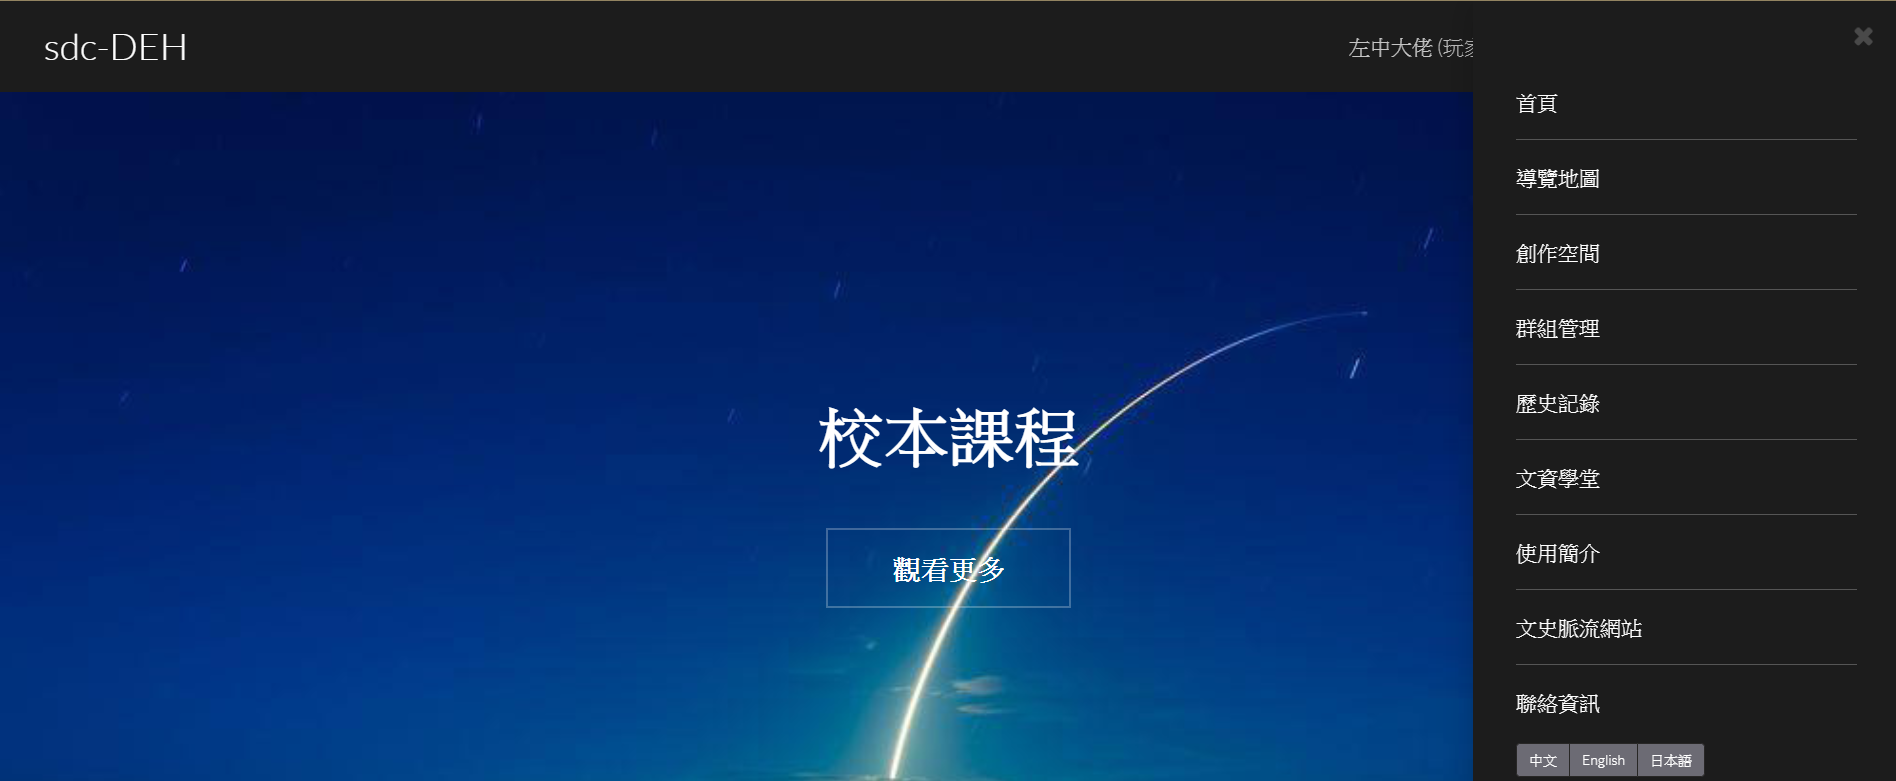 sdc-DEH
左中大佬 (玩
校本課程
觀看更多
首頁
導覽地圖
創作空間
群組管理
歷史記錄
文資學堂
使用簡介
文史脈流網站
聯絡資訊
中文 English 日本語